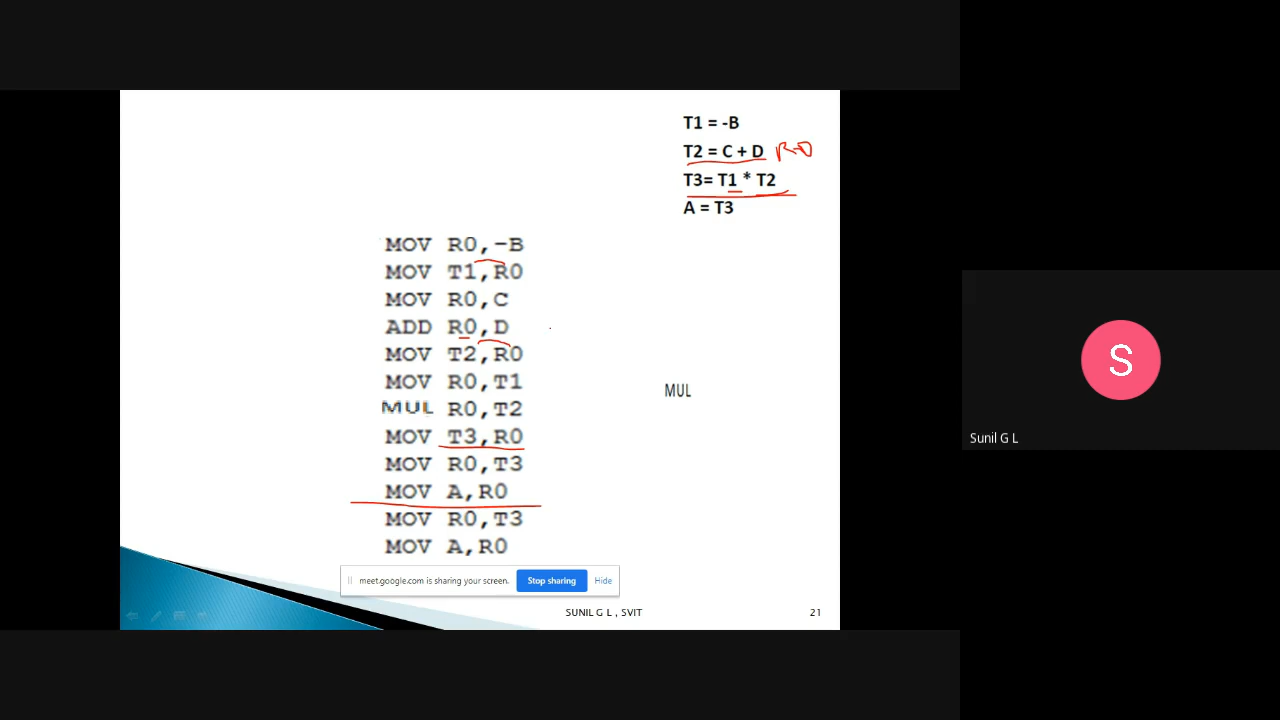 T1 = -B
T2 = C + D R0
T3= T1 * T2
A = T3
MOV R0,-B
MOV T1,R0
MOV R0,C
ADD R0,D
MOV T2,R0
MOV R0,T1
MUL R0,T2
MUL
MOV T3,R0
MOV R0,T3
MOV A,R0
MOV R0,T3
MOV A,R0
meet.google.com is sharing your screen. Stop sharing Hide
SUNIL G L , SVIT 21
S
Sunil G L